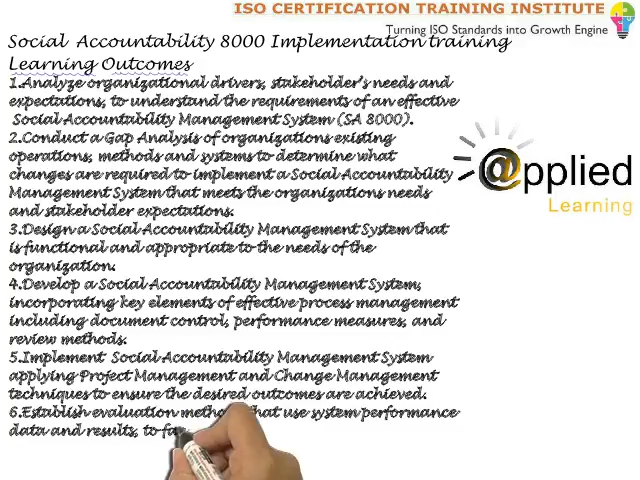 ISO CERTIFICATION TRAINING INSTITUTE
Turning ISO Standards into Growth Engine
Social Accountability 8000 Implementation training
Learning Outcomes
1.Analyze organizational drivers, stakeholder's needs and
expectations, to understand the requirements of an effective
Social Accountability Management System (SA 8000).
2.Conduct a Gap Analysis of organizations existing
operations, methods and systems to determine what
changes are required to implement a Social Accountability
Management System that meets the organizations needs
and stakeholder expectations.
3.Design a Social Accountability Management System that
is functional and appropriate to the needs of the
organization.
4.Develop a Social Accountability Management System,
incorporating key elements of effective process management
including document control, performance measures, and
review methods.
5.Implement Social Accountability Management System
applying Project Management and Change Management
techniques to ensure the desired outcomes are achieved.
6.Establish evaluation methods that use system performance
data and results, to fa
@pplied
Learning